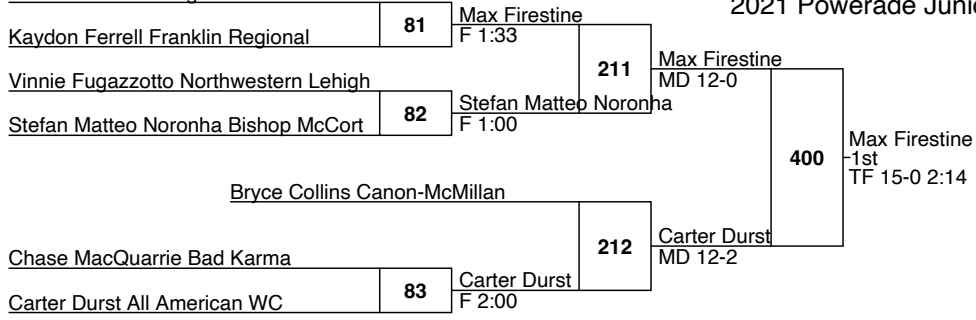 81
Max Firestine
F 1:33
2021 Powerade
Kaydon Ferrell Franklin Regional
211
Max Firestine
MD 12-0
Vinnie Fugazzotto Northwestern Lehigh
82
Stefan Matteo Noronha
F 1:00
Stefan Matteo Noronha Bishop McCort
400
Max Firestine
1st
TF 15-0 2:14
Bryce Collins Canon-McMillan
212
Carter Durst
MD 12-2
Chase MacQuarrie Bad Karma
83
Carter Durst
F 2:00
Carter Durst All American WC